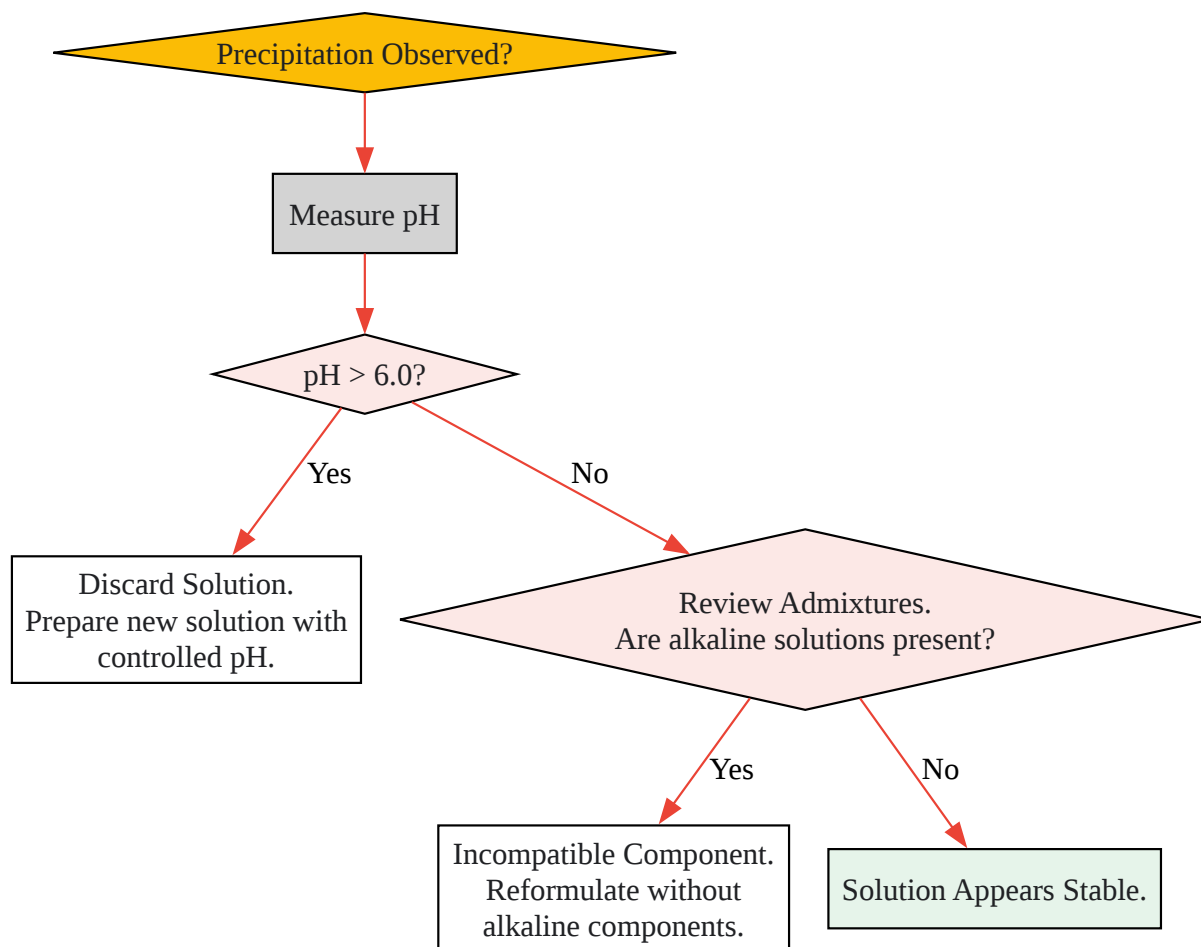 Precipitation Observed?
Measure pH
pH > 6.0?
Yes
No
Discard Solution.
Prepare new solution with
controlled pH.
Review Admixtures.
Are alkaline solutions present?
Yes
No
Incompatible Component.
Reformulate without
alkaline components.
Solution Appears Stable.